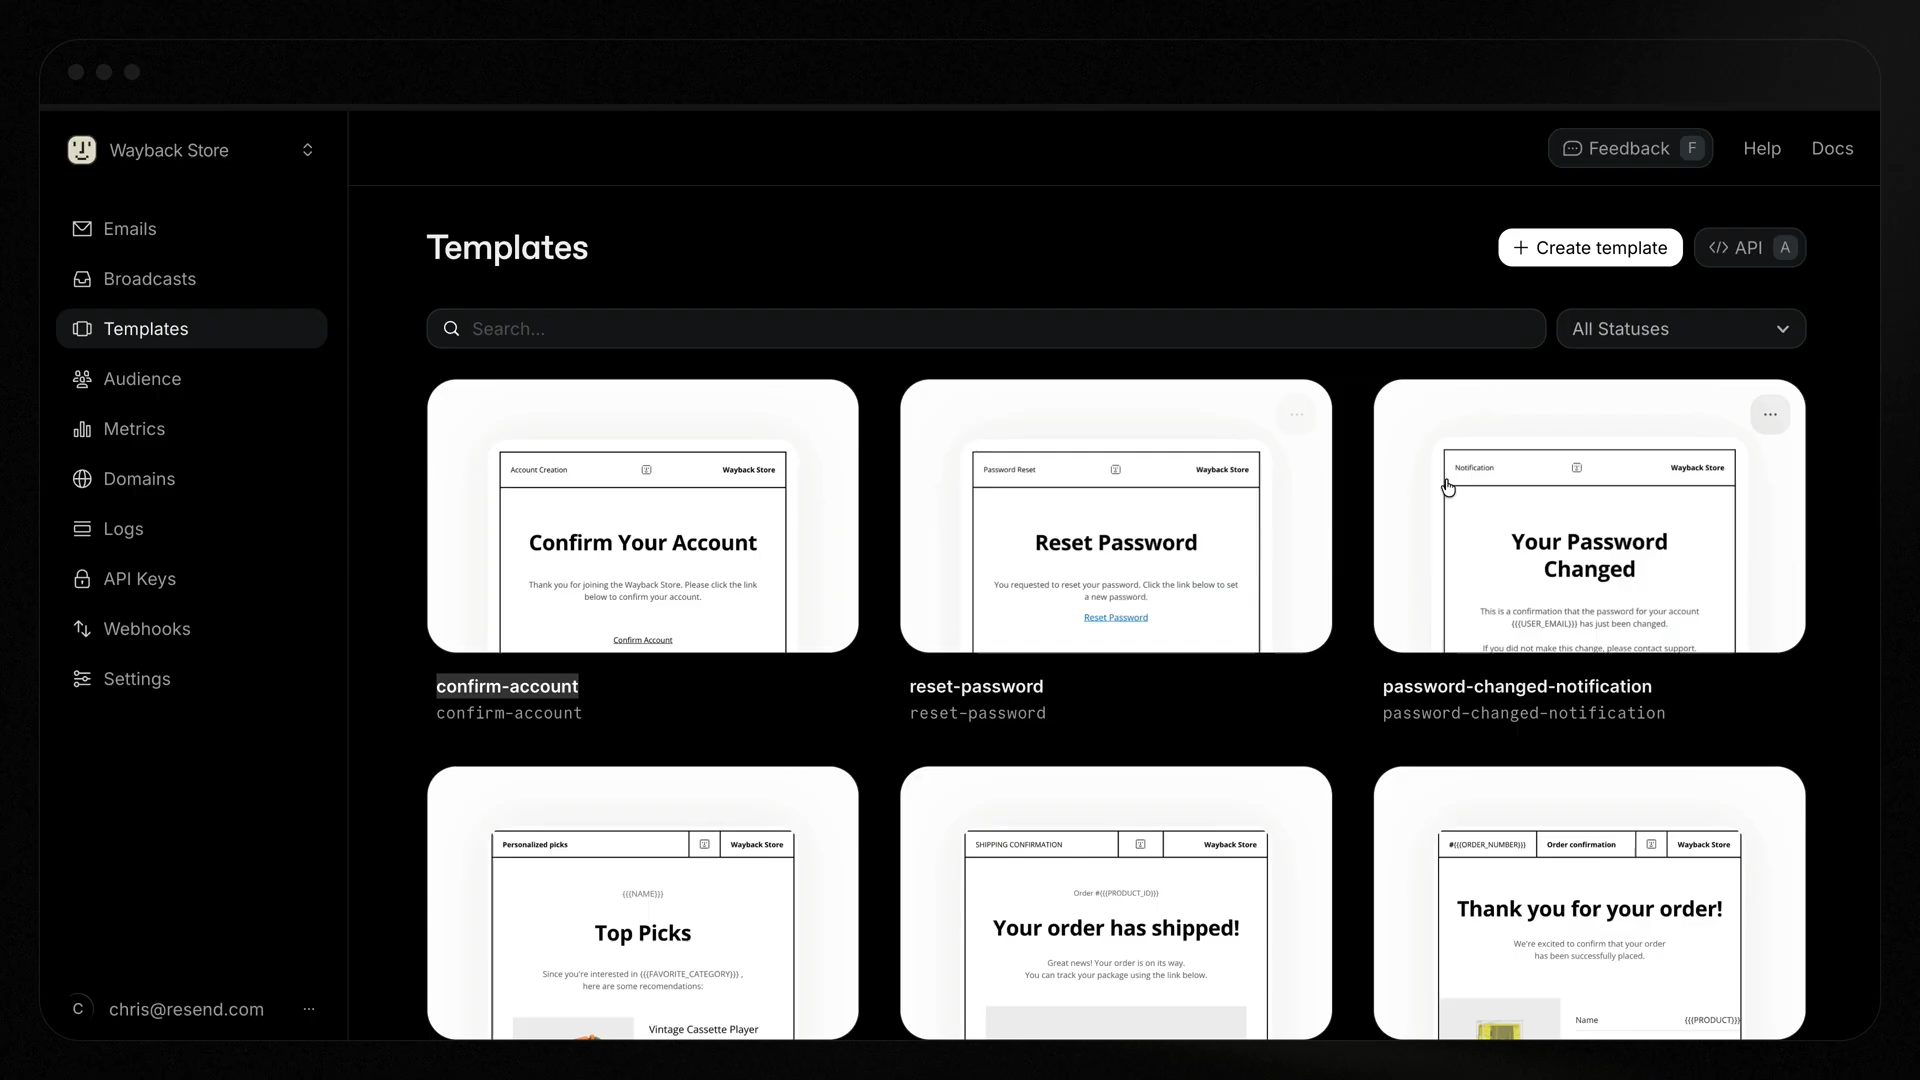 Wayback Store
Feedback F
Help
Docs
Emails
Broadcasts
Templates
Audience
Metrics
Domains
Logs
API Keys
Webhooks
Settings
C chris@resend.com ...
Templates
+ Create template
</> API A
Search...
All Statuses
Account Creation
Wayback Store
Confirm Your Account
Thank you for joining the Wayback Store. Please click the link
below to confirm your account.
Confirm Account
confirm-account
confirm-account
...
Password Reset
Wayback Store
Reset Password
You requested to reset your password. Click the link below to set
a new password.
Reset Password
reset-password
reset-password
...
Notification
Wayback Store
Your Password
Changed
This is a confirmation that the password for your account
{{{USER_EMAIL}}} has just been changed.
If you did not make this change, please contact support.
password-changed-notification
password-changed-notification
Personalized picks
Wayback Store
{{{NAME}}}
Top Picks
Since you're interested in {{{FAVORITE_CATEGORY}}} ,
here are some recomendations:
Vintage Cassette Player
SHIPPING CONFIRMATION
Wayback Store
Order #{{{PRODUCT_ID}}}
Your order has shipped!
Great news! Your order is on its way.
You can track your package using the link below.
#{{{ORDER_NUMBER}}}
Order confirmation
Wayback Store
Thank you for your order!
We're excited to confirm that your order
has been successfully placed.
Name
{{{PRODUCT}}}